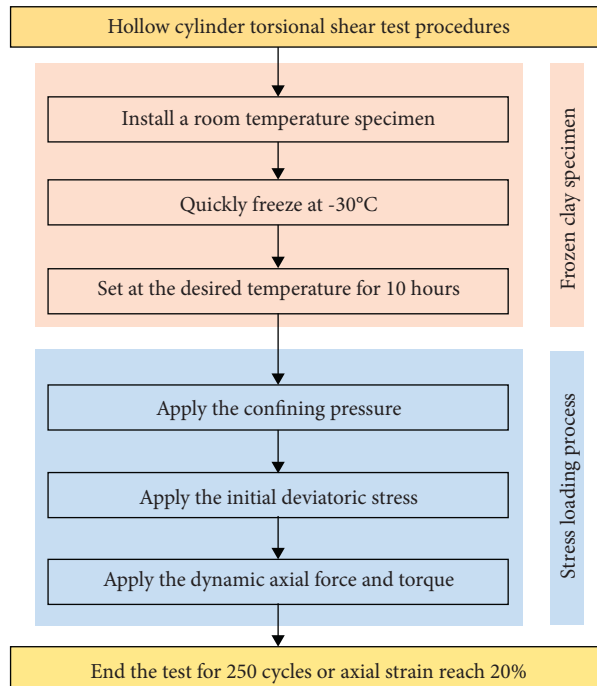 Hollow cylinder torsional shear test procedures
Install a room temperature specimen
Quickly freeze at -30°C
Set at the desired temperature for 10 hours
Frozen clay specimen
Apply the confining pressure
Apply the initial deviatoric stress
Apply the dynamic axial force and torque
Stress loading process
End the test for 250 cycles or axial strain reach 20%